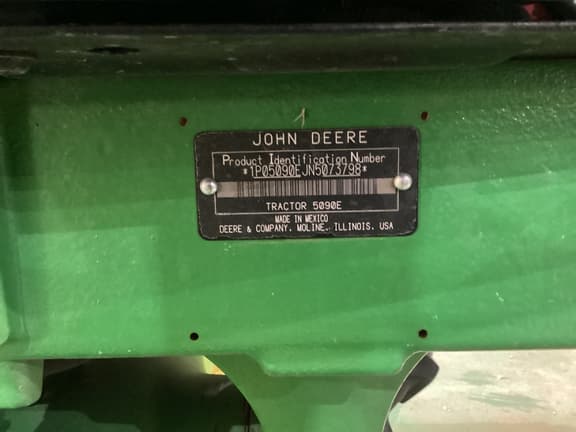 JOHN DEERE
Product Identification Number
*1P05090EJN5073798*
TRACTOR 5090E
MADE IN MEXICO
DEERE & COMPANY. MOLINE. ILLINOIS. USA